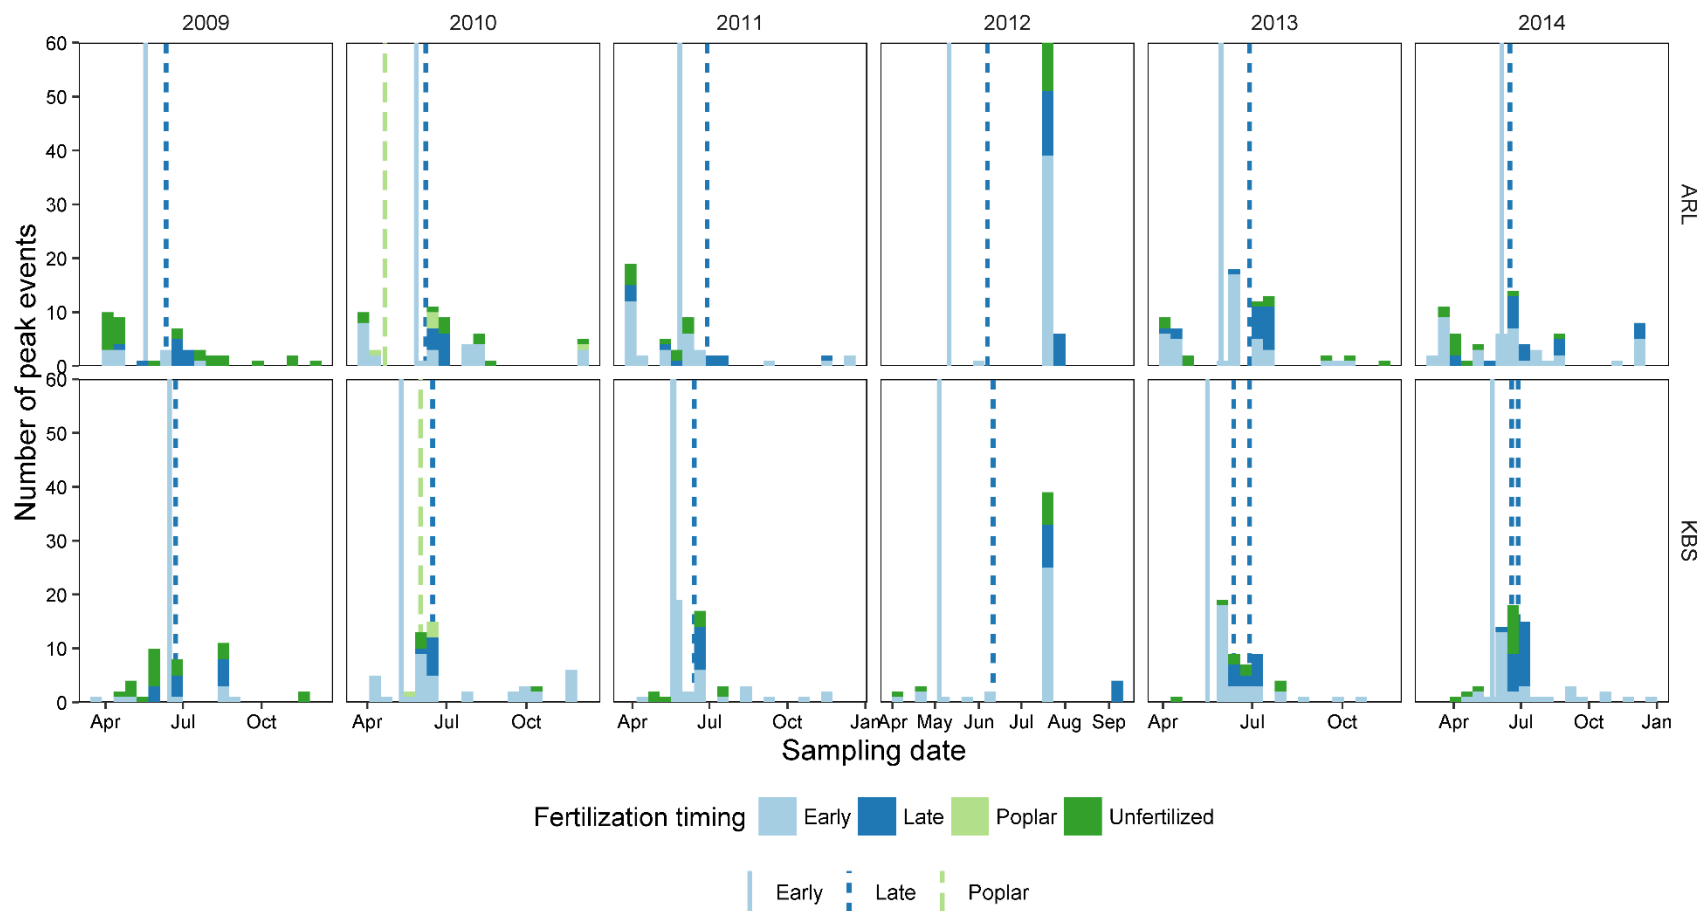 2009 2010 2011 2012 2013 2014
60
50
40
30
20
10
0
ARL
60
50
40
30
20
10
0
KBS
Number of peak events
Apr Jul Oct Apr Jul Oct Apr Jul Oct Jan Apr May Jun Jul Aug Sep Apr Jul Oct Apr Jul Oct Jan
Sampling date
Fertilization timing Early Late Poplar Unfertilized
Early Late Poplar